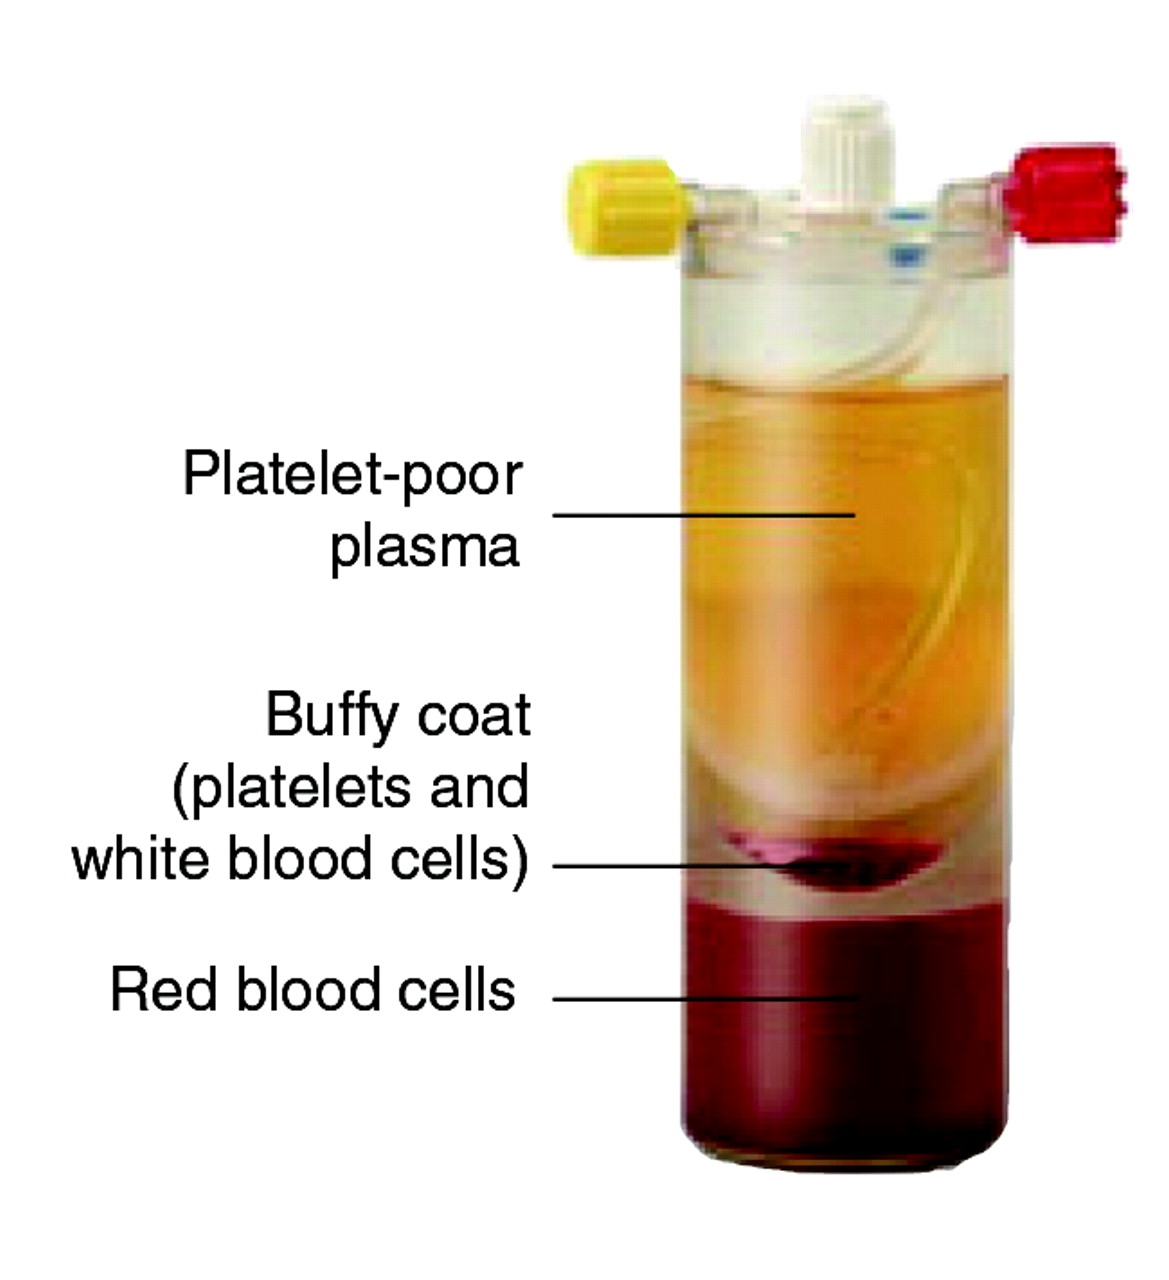 Platelet-poor
plasma
Buffy coat
(platelets and
white blood cells)
Red blood cells